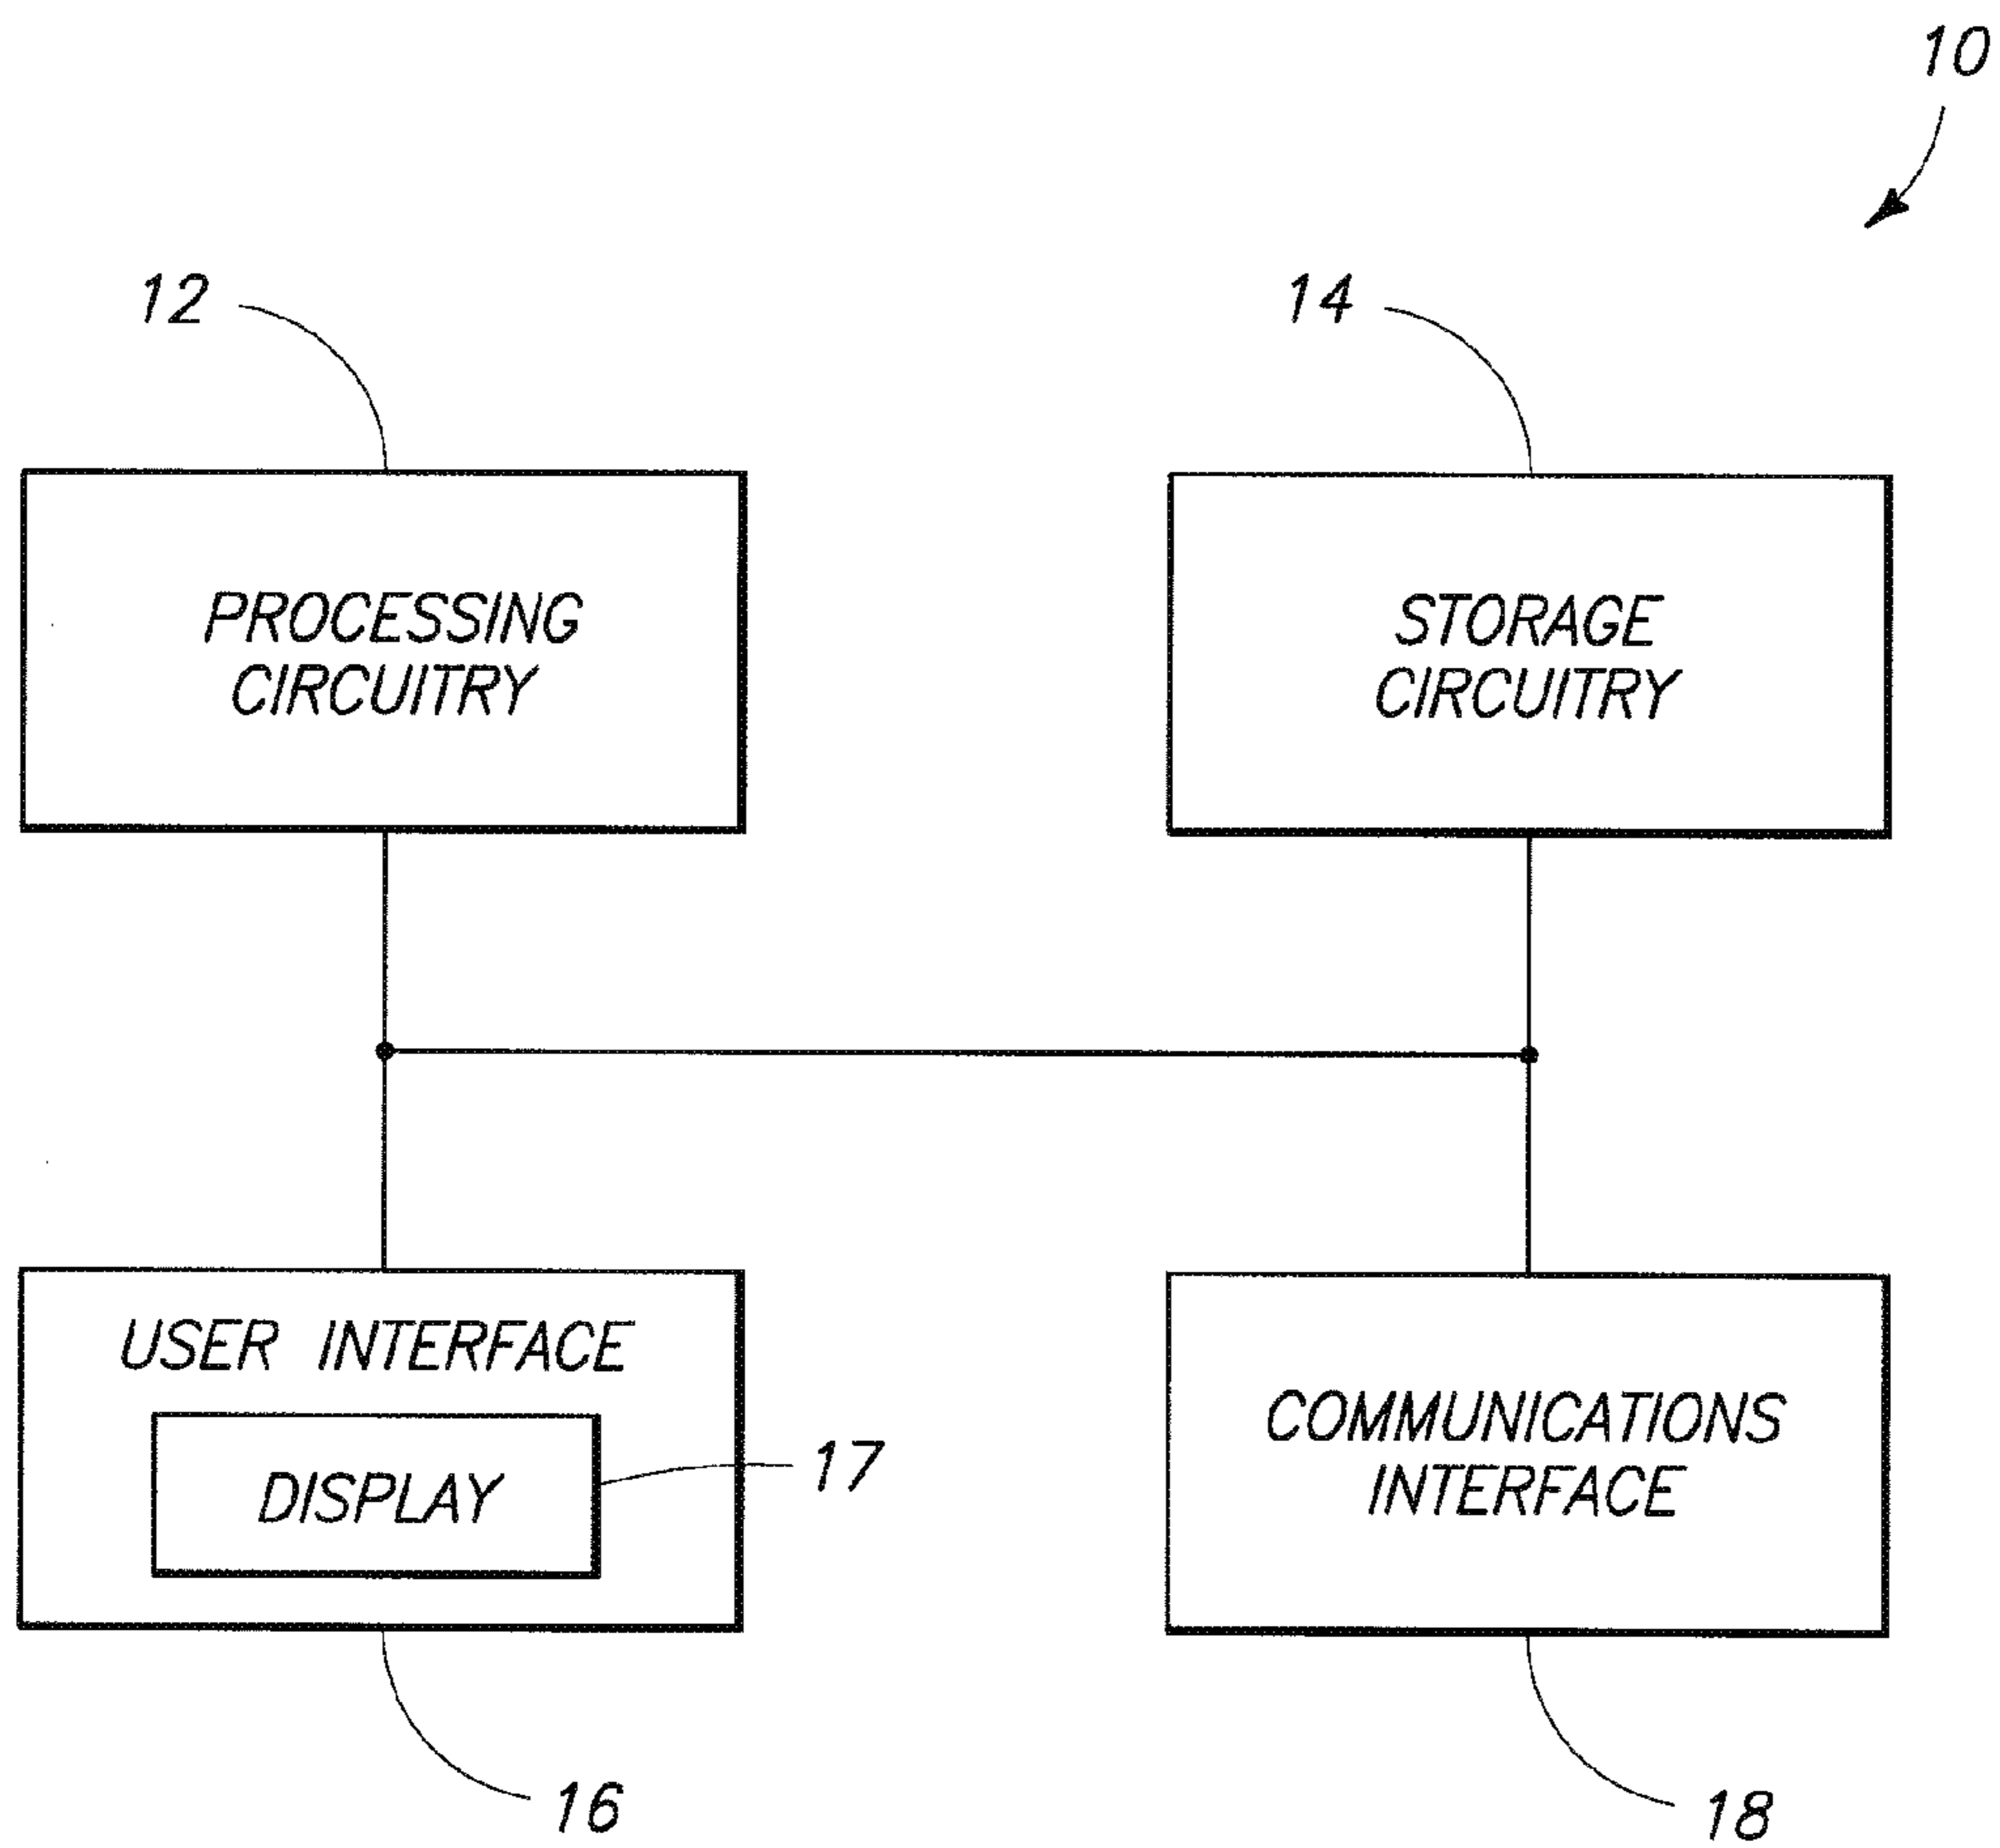 10
12
14
PROCESSING
CIRCUITRY
STORAGE
CIRCUITRY
USER INTERFACE
DISPLAY
17
COMMUNICATIONS
INTERFACE
16
18